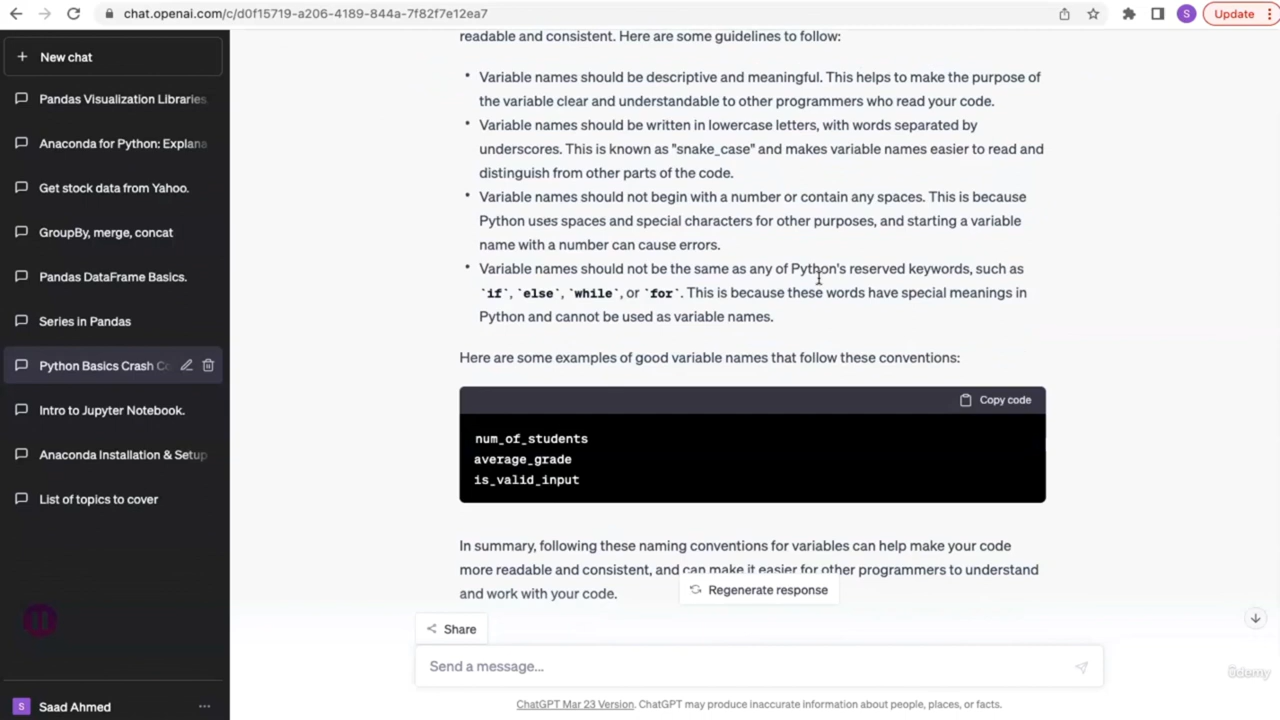 chat.openai.com/c/d0f15719-a206-4189-844a-7f82f7e12ea7
S
Update
New chat
Pandas Visualization Libraries
Anaconda for Python: Explana
Get stock data from Yahoo.
GroupBy, merge, concat
Pandas DataFrame Basics.
Series in Pandas
Python Basics Crash Co
Intro to Jupyter Notebook.
Anaconda Installation & Setup
List of topics to cover
S Saad Ahmed ...
readable and consistent. Here are some guidelines to follow:
• Variable names should be descriptive and meaningful. This helps to make the purpose of
the variable clear and understandable to other programmers who read your code.
• Variable names should be written in lowercase letters, with words separated by
underscores. This is known as "snake_case" and makes variable names easier to read and
distinguish from other parts of the code.
• Variable names should not begin with a number or contain any spaces. This is because
Python uses spaces and special characters for other purposes, and starting a variable
name with a number can cause errors.
• Variable names should not be the same as any of Python's reserved keywords, such as
`if`, `else`, `while`, or `for`. This is because these words have special meanings in
Python and cannot be used as variable names.
Here are some examples of good variable names that follow these conventions:
Copy code
num_of_students
average_grade
is_valid_input
In summary, following these naming conventions for variables can help make your code
more readable and consistent, and can make it easier for other programmers to understand
and work with your code.
Regenerate response
Share
Send a message...
ChatGPT Mar 23 Version. ChatGPT may produce inaccurate information about people, places, or facts.
ûdemy